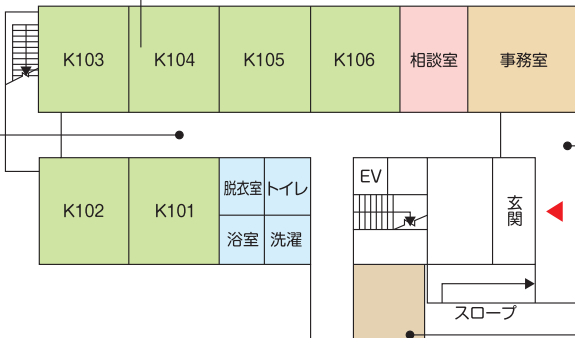 K103
K104
K105
K106
相談室
事務室
K102
K101
脱衣室
トイレ
浴室
洗濯
EV
玄関
スロープ